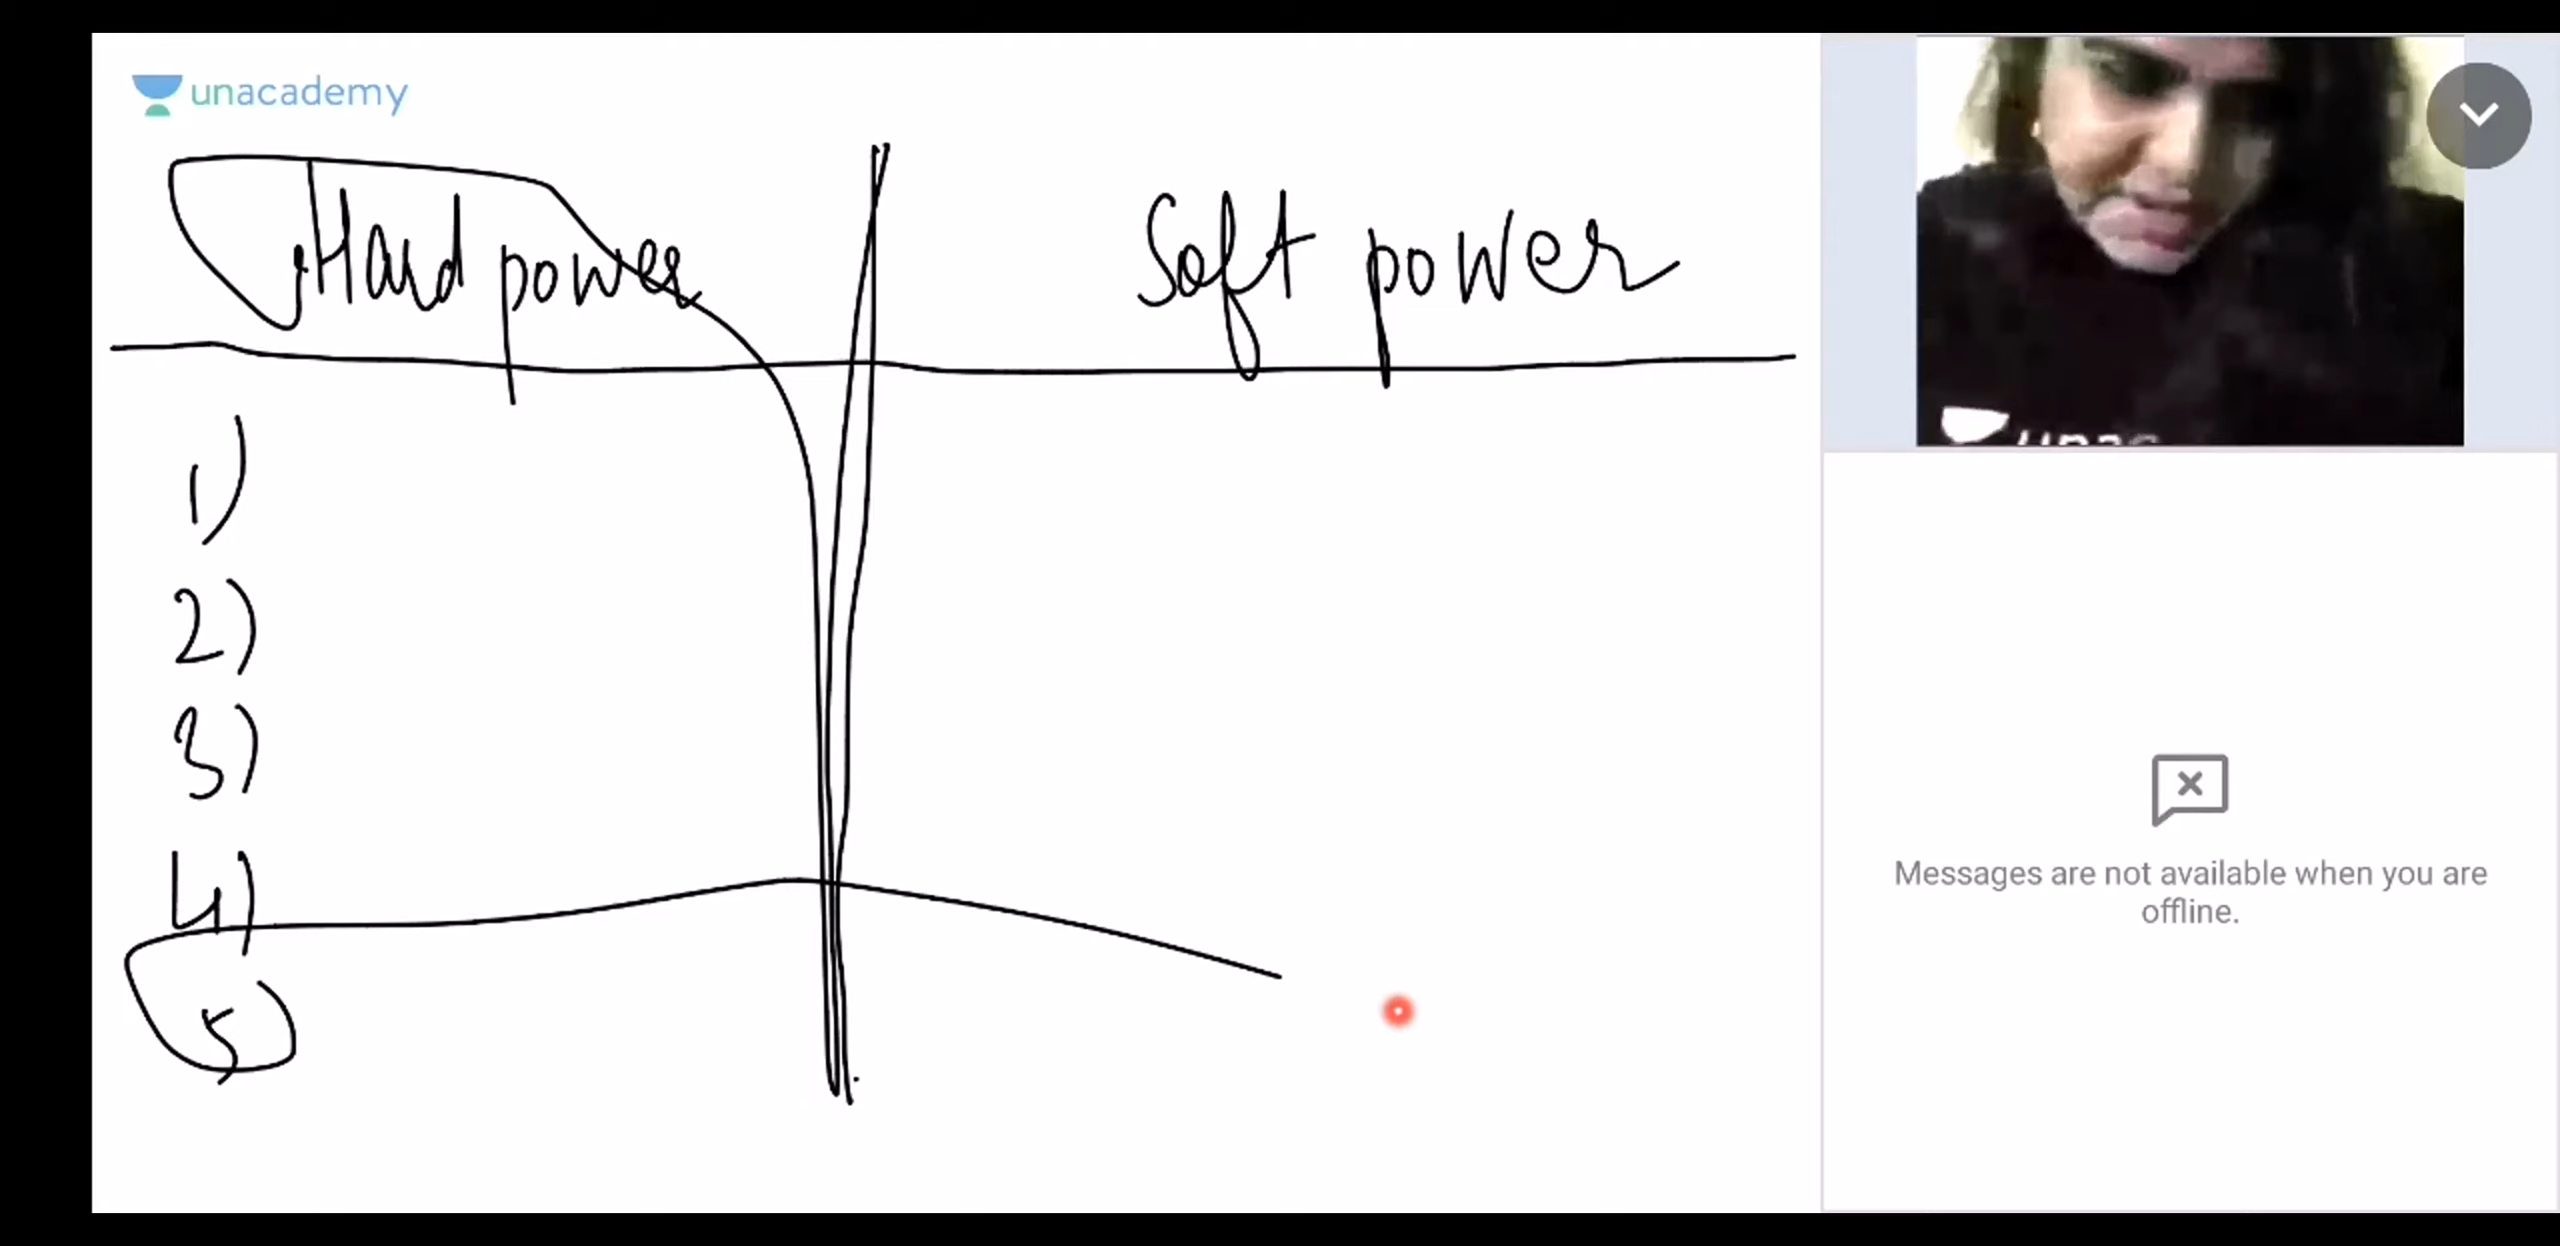 unacademy
Hard power
Soft power
1)
2)
3)
4)
5)
Messages are not available when you are
offline.